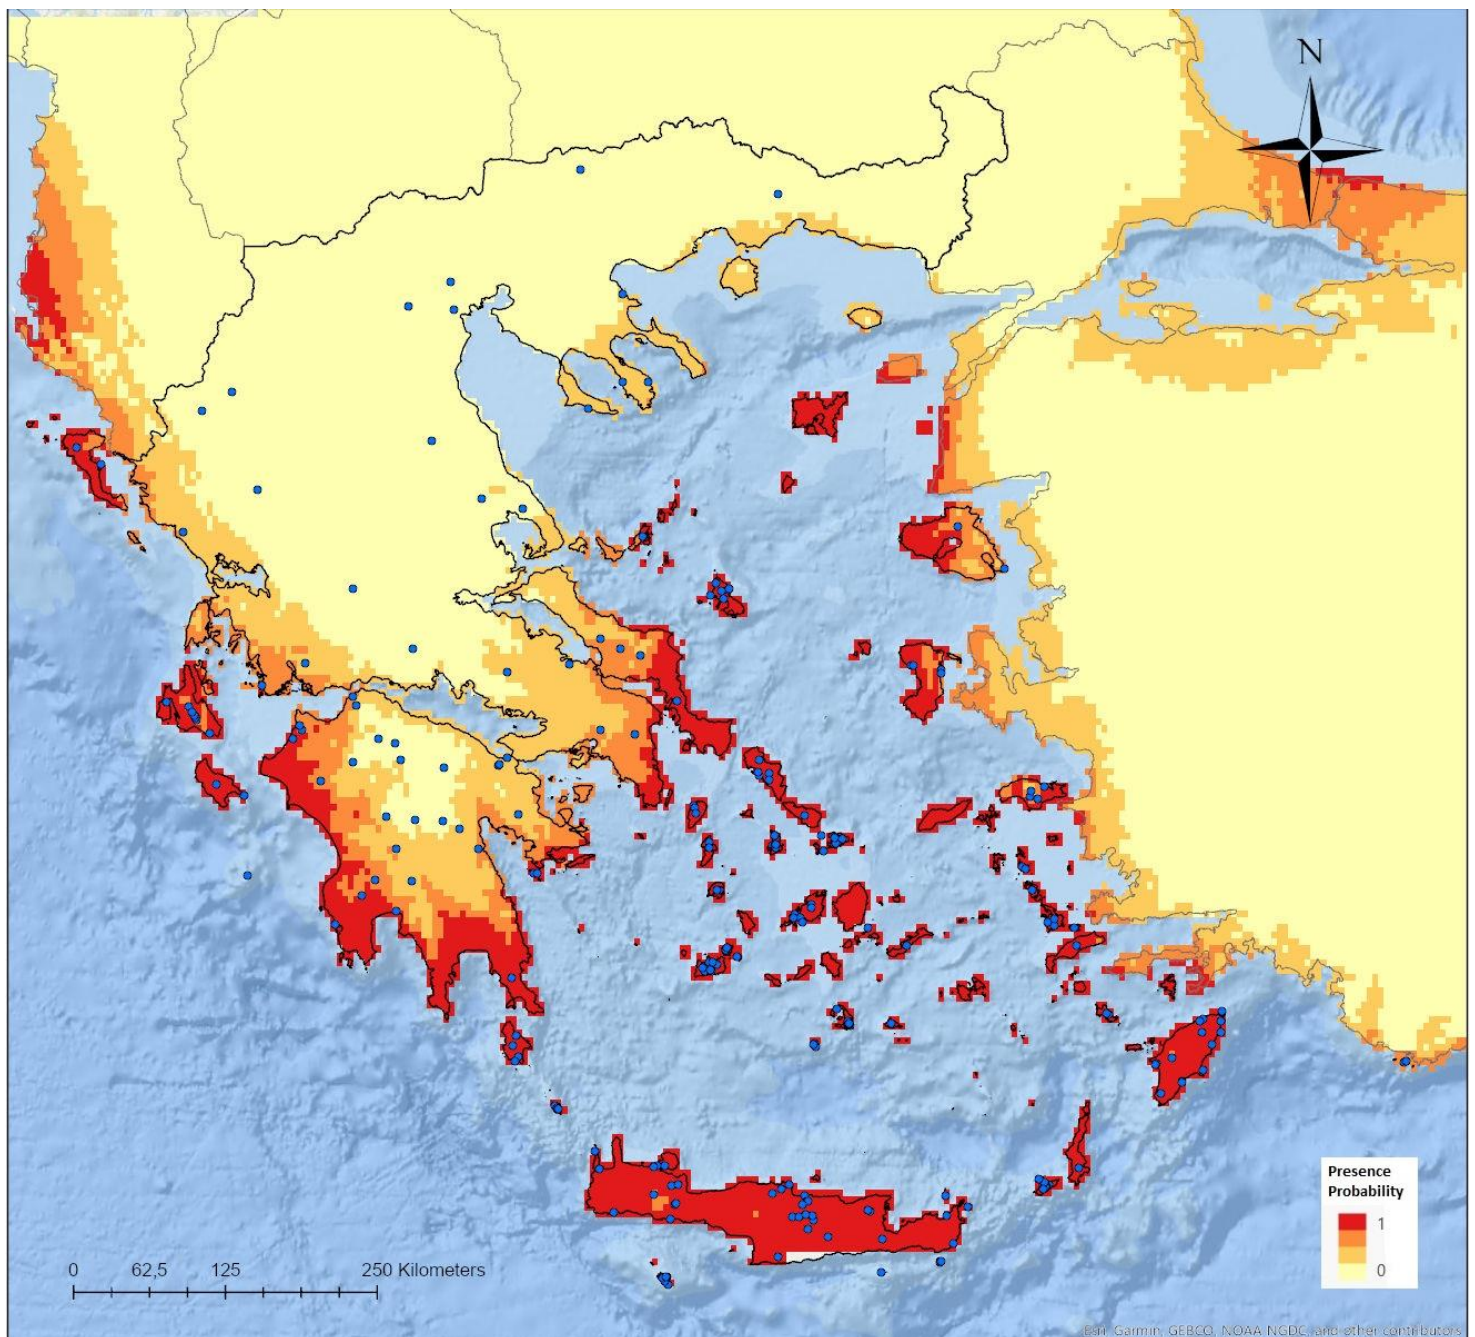 N
Presence
Probability
1
0
0 62,5 125 250 Kilometers
Esri, Garmin, GEBCO, NOAA NGDC, and other contributors